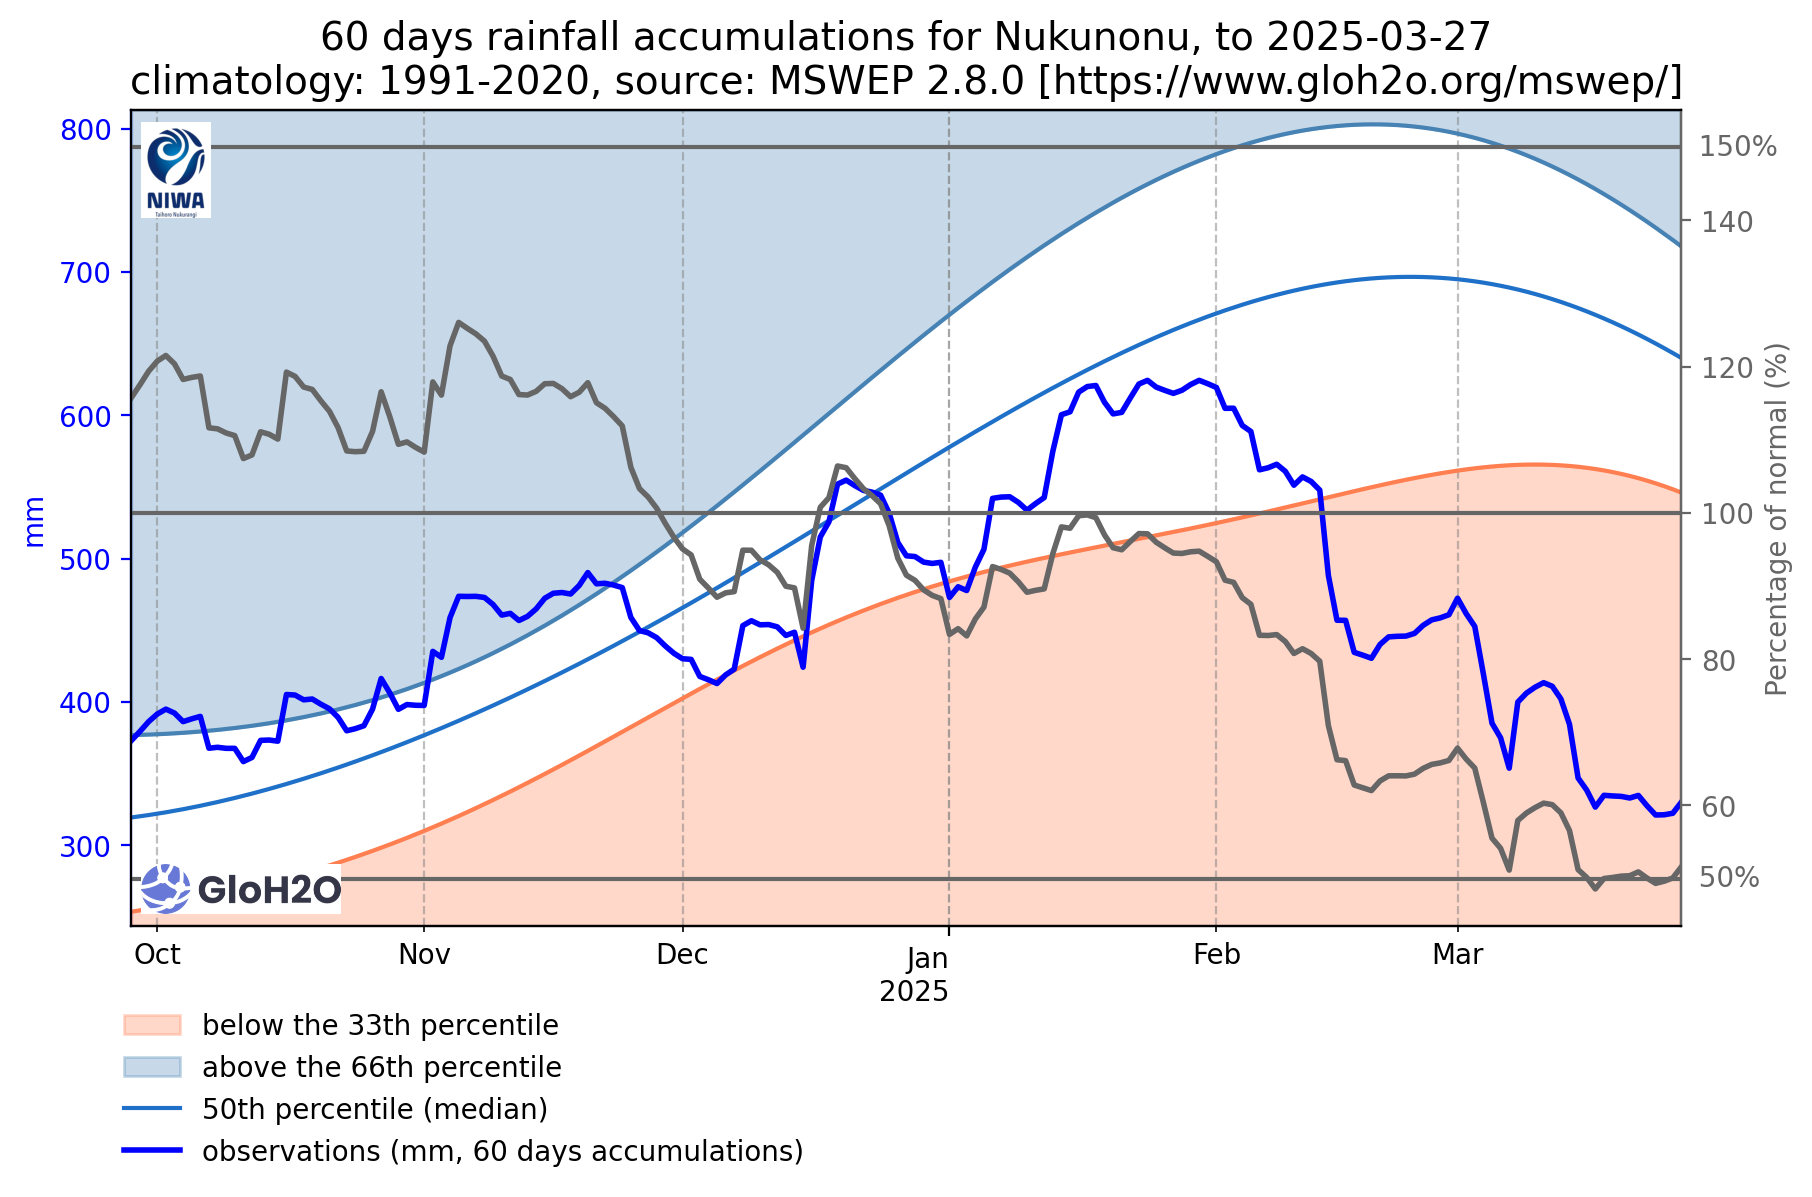 60 days rainfall accumulations for Nukunonu, to 2025-03-27
climatology: 1991-2020, source: MSWEP 2.8.0 [https://www.gloh2o.org/mswep/]
800
700
600
500
400
300
mm
NIWA
Taihoro Nukurangi
GloH2O
150%
140
120
100
80
60
50%
Percentage of normal (%)
Oct
Nov
Dec
Jan
2025
Feb
Mar
below the 33th percentile
above the 66th percentile
50th percentile (median)
observations (mm, 60 days accumulations)